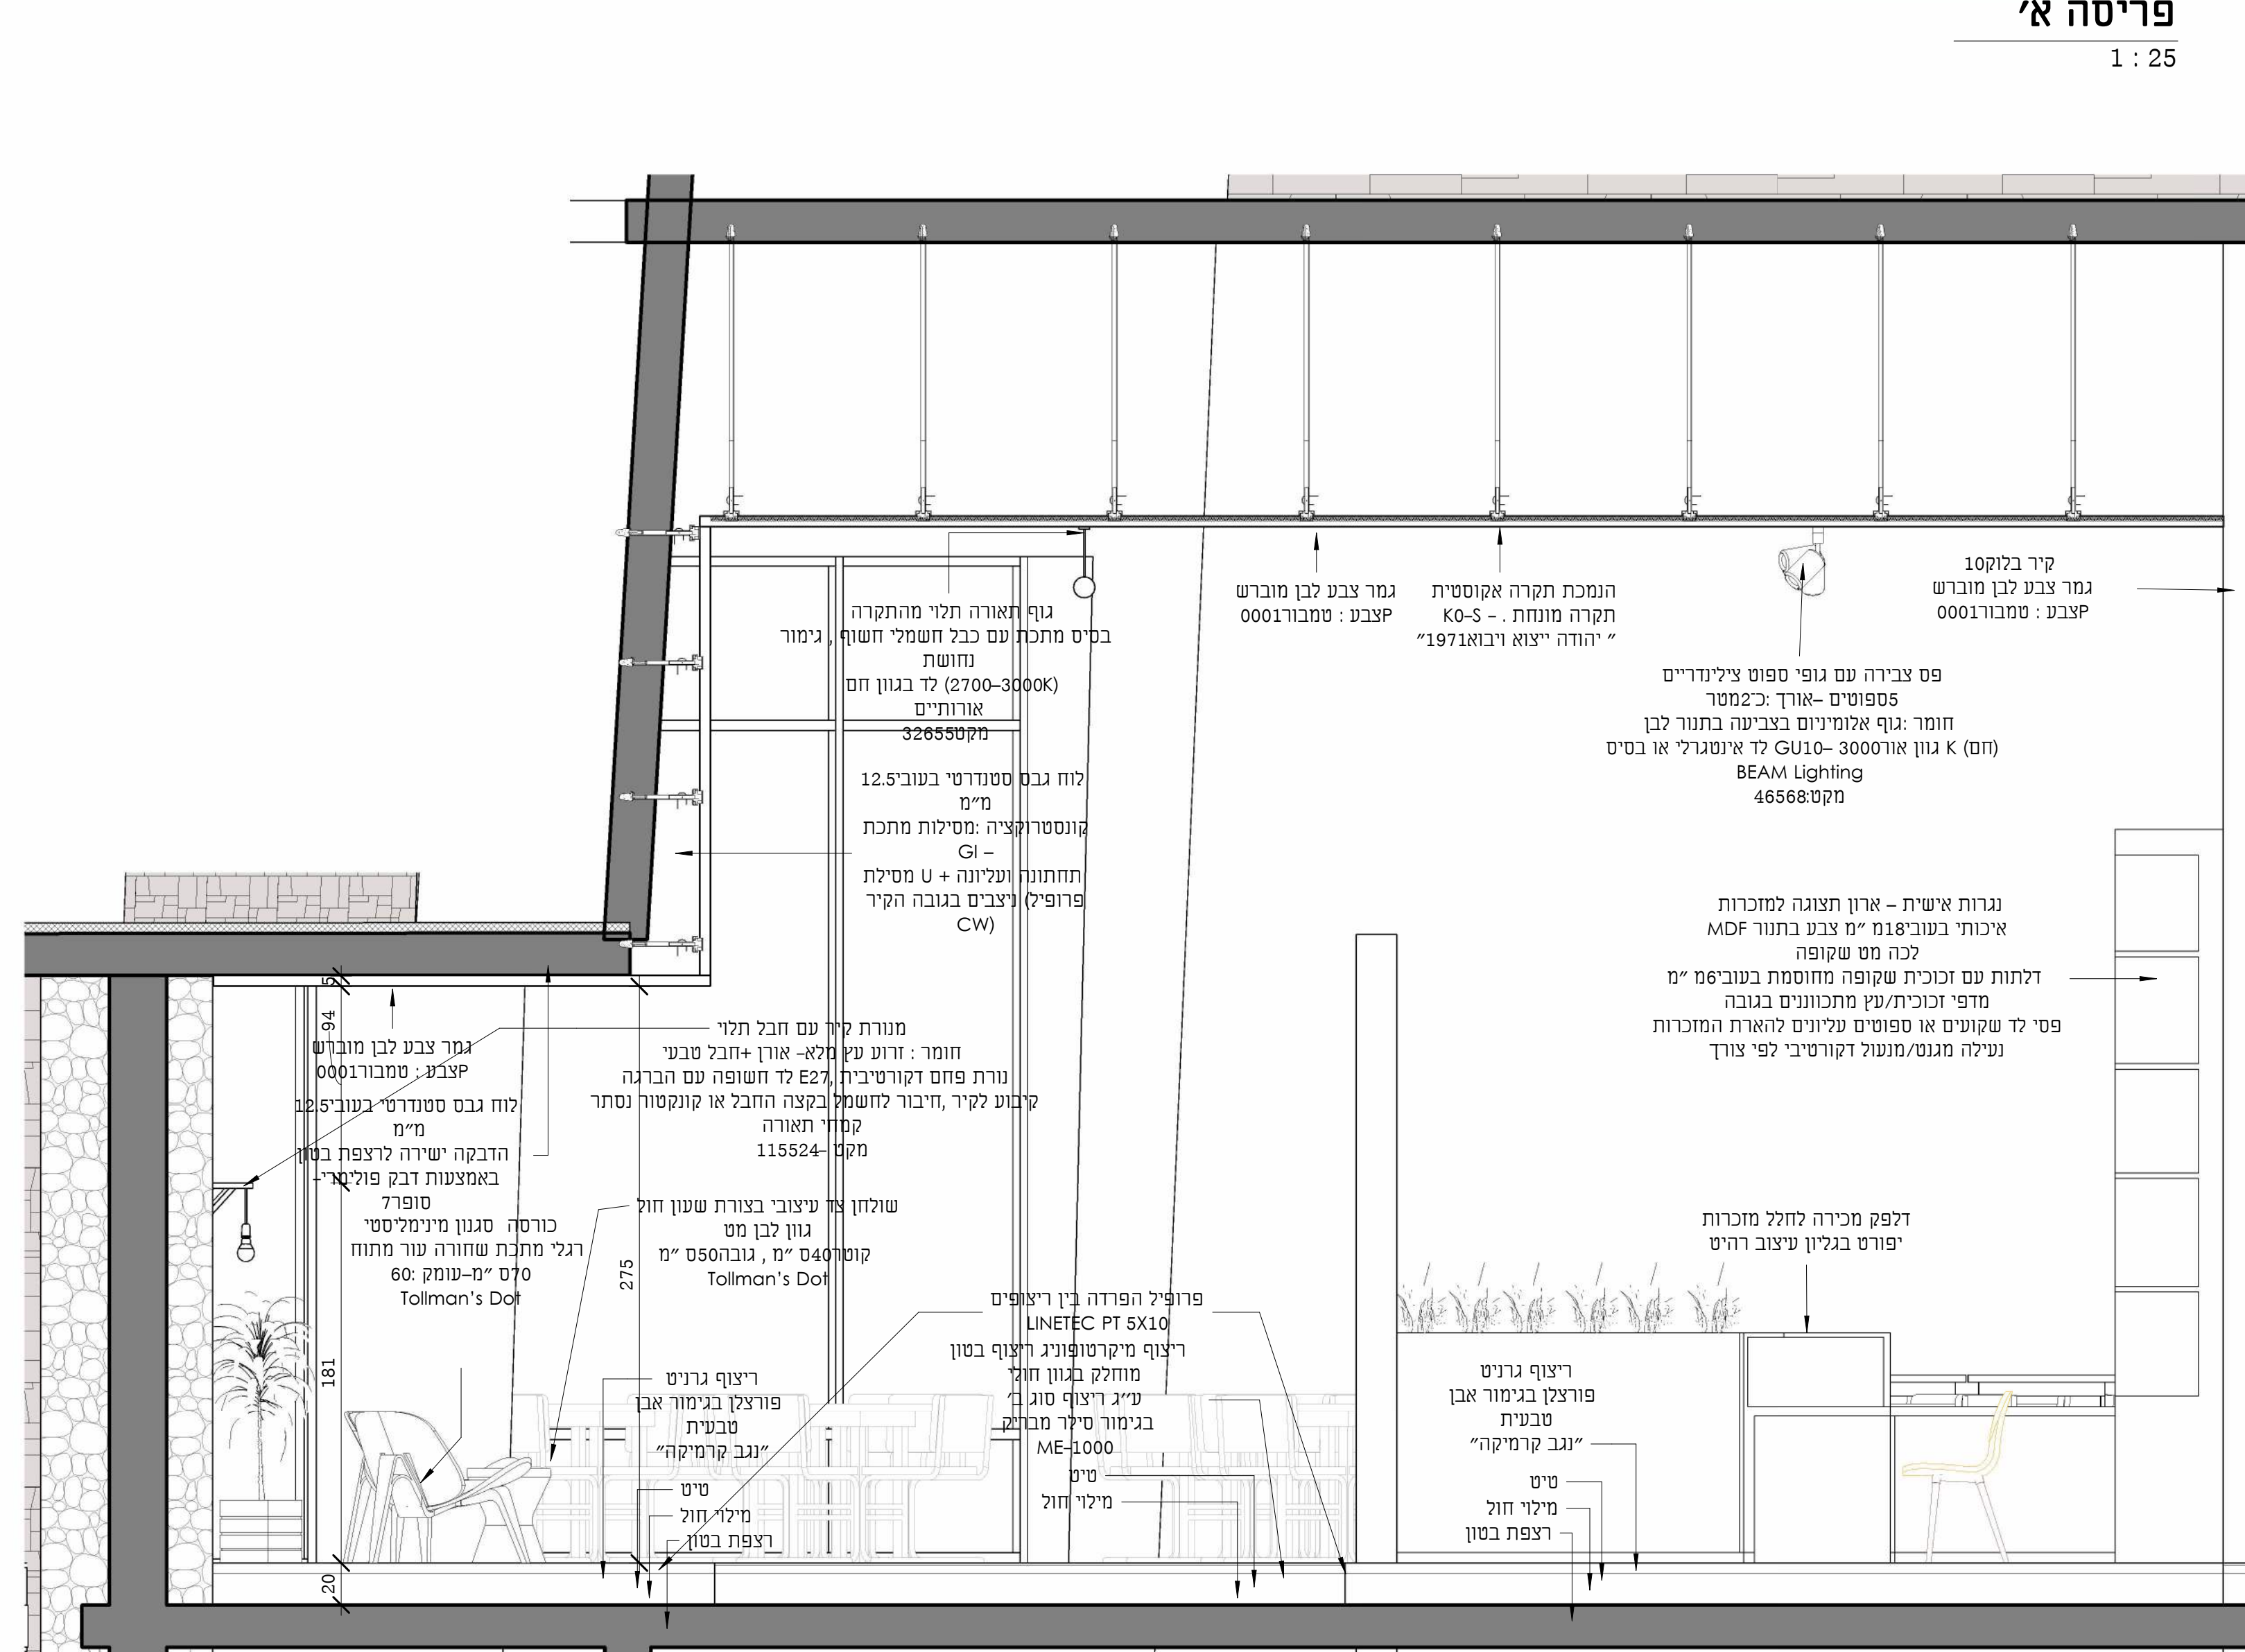 פריסה א׳
1 : 25
קיר בלוק10
גמר צבע לבן מוברש
Pצבע : טמבור0001
הנמכת תקרה אקוסטית
תקרה מונחת . – K0-S
״ יהודה ייצוא ויבוא1971״
גמר צבע לבן מוברש
Pצבע : טמבור0001
גוף תאורה תלוי מהתקרה
בסיס מתכת עם כבל חשמלי חשוף , גימור
נחושת
(2700–3000K) לד בגוון חם
אורותיים
מקט32655
פס צבירה עם גופי ספוט צילינדריים
5ספוטים –אורך :כ־2מטר
חומר :גוף אלומיניום בצביעה בתנור לבן
(חם) K גוון אור3000 –GU10 לד אינטגרלי או בסיס
BEAM Lighting
מקט:46568
לוח גבס סטנדרטי בעובי12.5
מ״מ
קונסטרוקציה :מסילות מתכת
GI –
תחתונה ועליונה + U מסילת
פרופיל) ניצבים בגובה הקיר
CW)
נגרות אישית – ארון תצוגה למזכרות
איכותי בעובי18מ ״מ צבע בתנור MDF
לכה מט שקופה
דלתות עם זכוכית שקופה מחוסמת בעובי6מ ״מ
מדפי זכוכית/עץ מתכווננים בגובה
פסי לד שקועים או ספוטים עליונים להארת המזכרות
נעילה מגנט/מנעול דקורטיבי לפי צורך
מנורת קיר עם חבל תלוי
חומר : זרוע עץ מלא- אורן +חבל טבעי
נורת פחם דקורטיבית ,E27 לד חשופה עם הברגה
קיבוע לקיר ,חיבור לחשמל בקצה החבל או קונקטור נסתר
קמחי תאורה
מקט -115524
5
94
181
20
275
גמר צבע לבן מוברש
Pצבע : טמבור0001
לוח גבס סטנדרטי בעובי12.5
מ״מ
הדבקה ישירה לרצפת בטון
באמצעות דבק פולימרי-
סופר7
כורסה סגנון מינימליסטי
רגלי מתכת שחורה עור מתוח
70ס ״מ–עומק :60
Tollman's Dot
שולחן צד עיצובי בצורת שעון חול
גוון לבן מט
קוטר40ס ״מ , גובה50ס ״מ
Tollman's Dot
דלפק מכירה לחלל מזכרות
יפורט בגליון עיצוב רהיט
פרופיל הפרדה בין ריצופים
LINETEC PT 5X10
ריצוף מיקרטופוניג ריצוף בטון
מוחלק בגוון חולי
ע״ג ריצוף סוג ב׳
בגימור סילר מבריק
ME-1000
טיט
מילוי חול
ריצוף גרניט
פורצלן בגימור אבן
טבעית
״נגב קרמיקה״
טיט
מילוי חול
רצפת בטון
ריצוף גרניט
פורצלן בגימור אבן
טבעית
״נגב קרמיקה״
טיט
מילוי חול
רצפת בטון